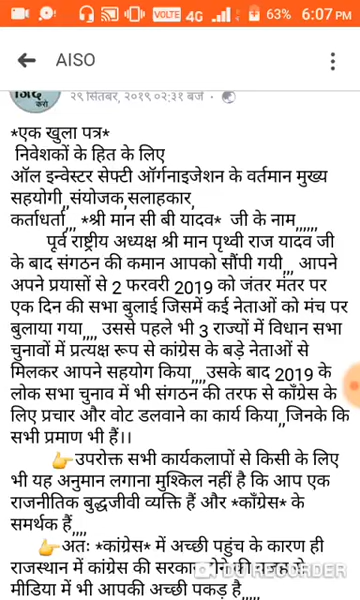 VOLTE 4G 63% 6:07 PM
← AISO
जिद करो
२९ सितंबर, २०१९ ०२:३१ बजे •
*एक खुला पत्र*
निवेशकों के हित के लिए
ऑल इन्वेस्टर सेफ्टी ऑर्गनाइजेशन के वर्तमान मुख्य
सहयोगी,,संयोजक,सलाहकार,
कर्ताधर्ता,,, *श्री मान सी बी यादव* जी के नाम,,,,,,
पूर्व राष्ट्रीय अध्यक्ष श्री मान पृथ्वी राज यादव जी
के बाद संगठन की कमान आपको सौंपी गयी!,,, आपने
अपने प्रयासों से 2 फरवरी 2019 को जंतर मंतर पर
एक दिन की सभा बुलाई जिसमें कई नेताओं को मंच पर
बुलाया गया,,,, उससे पहले भी 3 राज्यों में विधान सभा
चुनावों में प्रत्यक्ष रूप से कांग्रेस के बड़े नेताओं से
मिलकर आपने सहयोग किया,,,,उसके बाद 2019 के
लोक सभा चुनाव में भी संगठन की तरफ से काँग्रेस के
लिए प्रचार और वोट डलवाने का कार्य किया,,जिनके कि
सभी प्रमाण भी हैं।।
👉उपरोक्त सभी कार्यकलापों से किसी के लिए
भी यह अनुमान लगाना मुश्किल नहीं है कि आप एक
राजनीतिक बुद्धजीवी व्यक्ति हैं और *काँग्रेस* के
समर्थक हैं,,,,
👉अतः *कांग्रेस* में अच्छी पहुंच के कारण ही
राजस्थान में कांग्रेस की सरकार होने की वजह से
मीडिया में भी आपकी अच्छी पकड़ है,,,,,
DU RECORDER